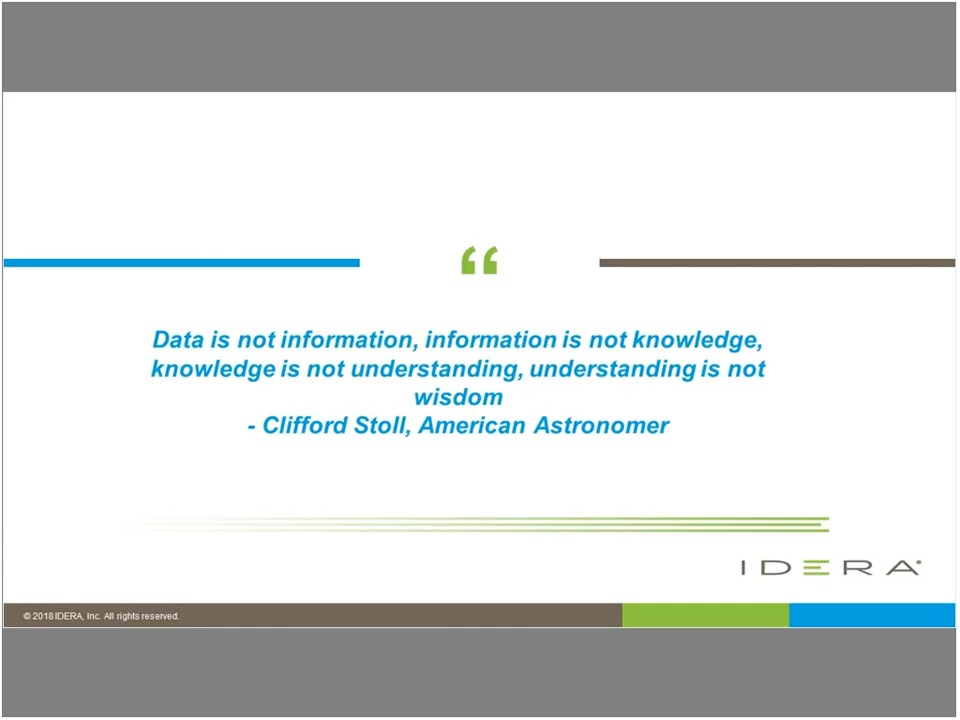 “
Data is not information, information is not knowledge,
knowledge is not understanding, understanding is not
wisdom
- Clifford Stoll, American Astronomer
IDERA®
© 2018 IDERA, Inc. All rights reserved.